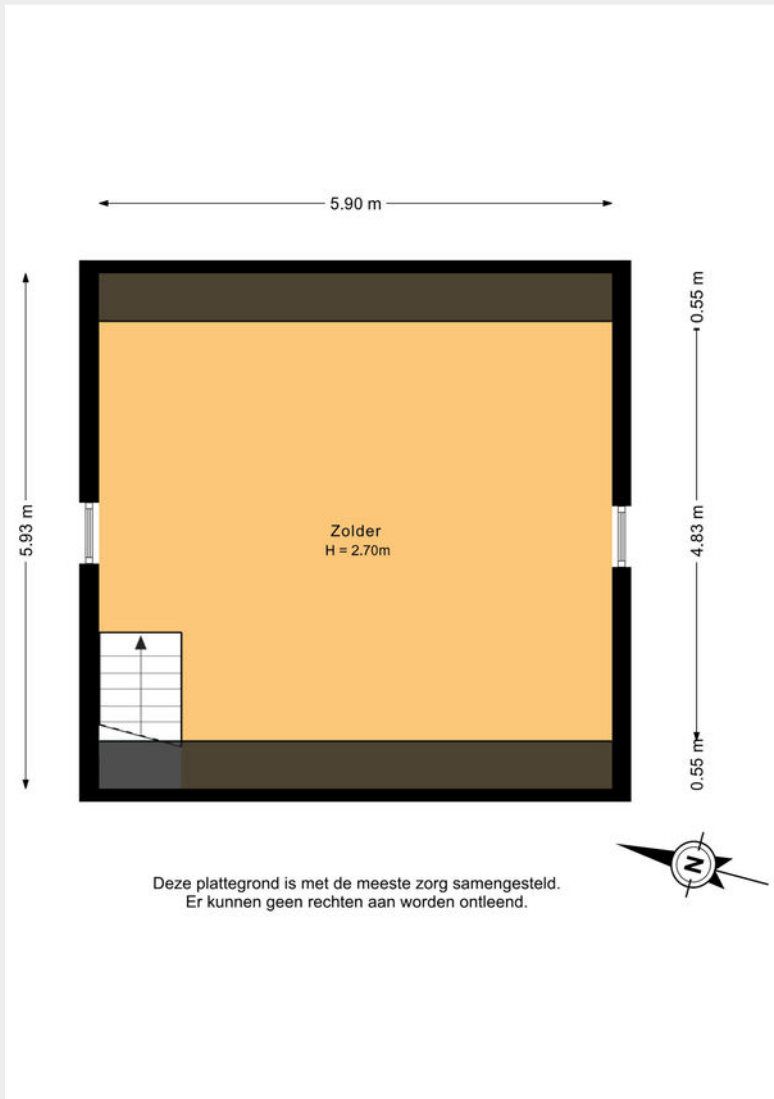 5.90 m
0.55 m
5.93 m
4.83 m
Zolder
H = 2.70m
0.55 m
N
Deze plattegrond is met de meeste zorg samengesteld.
Er kunnen geen rechten aan worden ontleend.